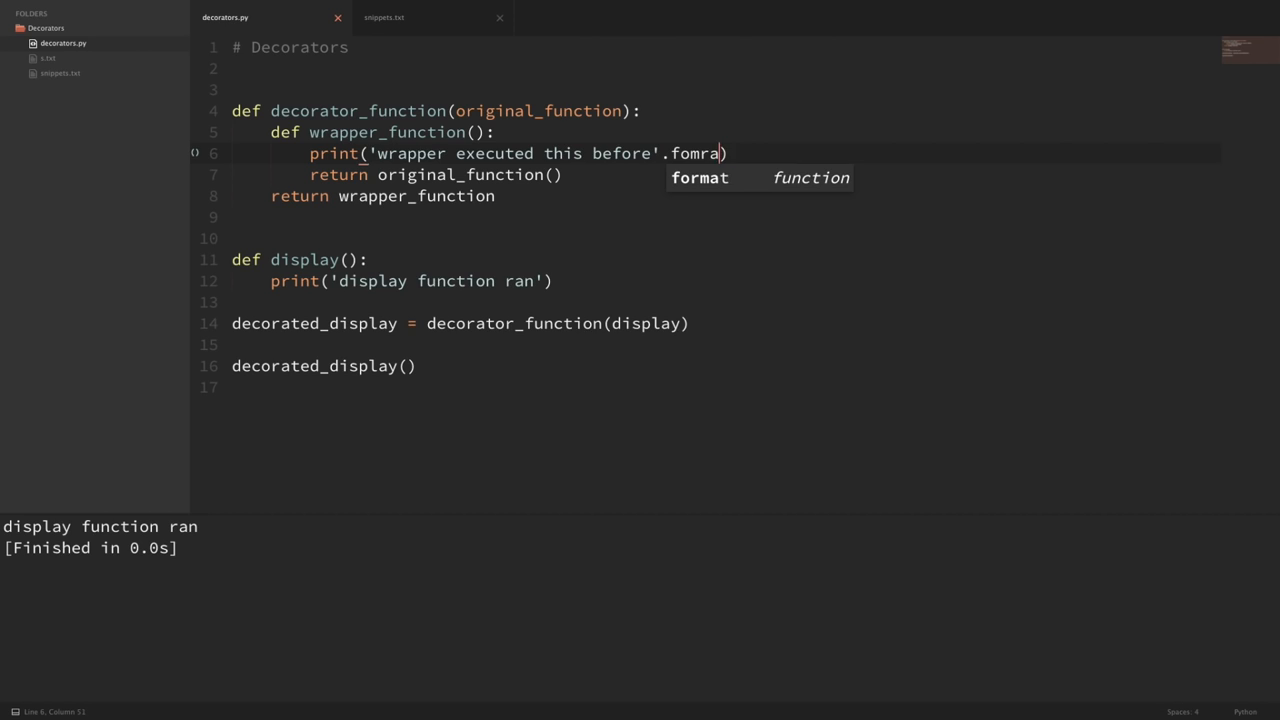 FOLDERS
Decorators
decorators.py
s.txt
snippets.txt
decorators.py
snippets.txt
1 # Decorators
2
3
4 def decorator_function(original_function):
5     def wrapper_function():
6         print('wrapper executed this before'.fomra)
format function
7         return original_function()
8     return wrapper_function
9
10
11 def display():
12     print('display function ran')
13
14 decorated_display = decorator_function(display)
15
16 decorated_display()
17
display function ran
[Finished in 0.0s]
Line 6, Column 51
Spaces: 4
Python